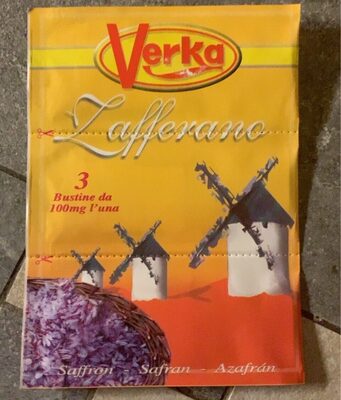 Verka
Zafferano
3
Bustine da
100mg l'una
Saffron - Safran - Azafrán